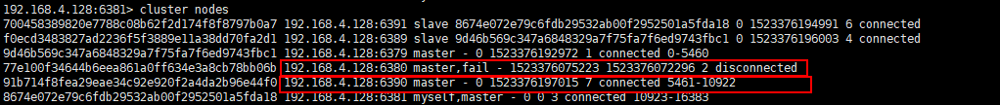 192.168.4.128:6381> cluster nodes
700458389820e7788c08b62f2d174f8f8797b0a7 192.168.4.128:6391 slave 8674e072e79c6fdb29532ab00f2952501a5fda18 0 1523376194991 6 connected
f0ecd3483827ad2236f5f3889e11a38dd70fa2d1 192.168.4.128:6389 slave 9d46b569c347a6848329a7f75fa7f6ed9743fbc1 0 1523376196003 4 connected
9d46b569c347a6848329a7f75fa7f6ed9743fbc1 192.168.4.128:6379 master - 0 1523376192972 1 connected 0-5460
77e100f34644b6eea861a0ff634e3a8cb78bb06b 192.168.4.128:6380 master,fail - 1523376075223 1523376072296 2 disconnected
91b714f8fea29eae34c92e920f2a4da2b96e44f0 192.168.4.128:6390 master - 0 1523376197015 7 connected 5461-10922
8674e072e79c6fdb29532ab00f2952501a5fda18 192.168.4.128:6381 myself,master - 0 0 3 connected 10923-16383